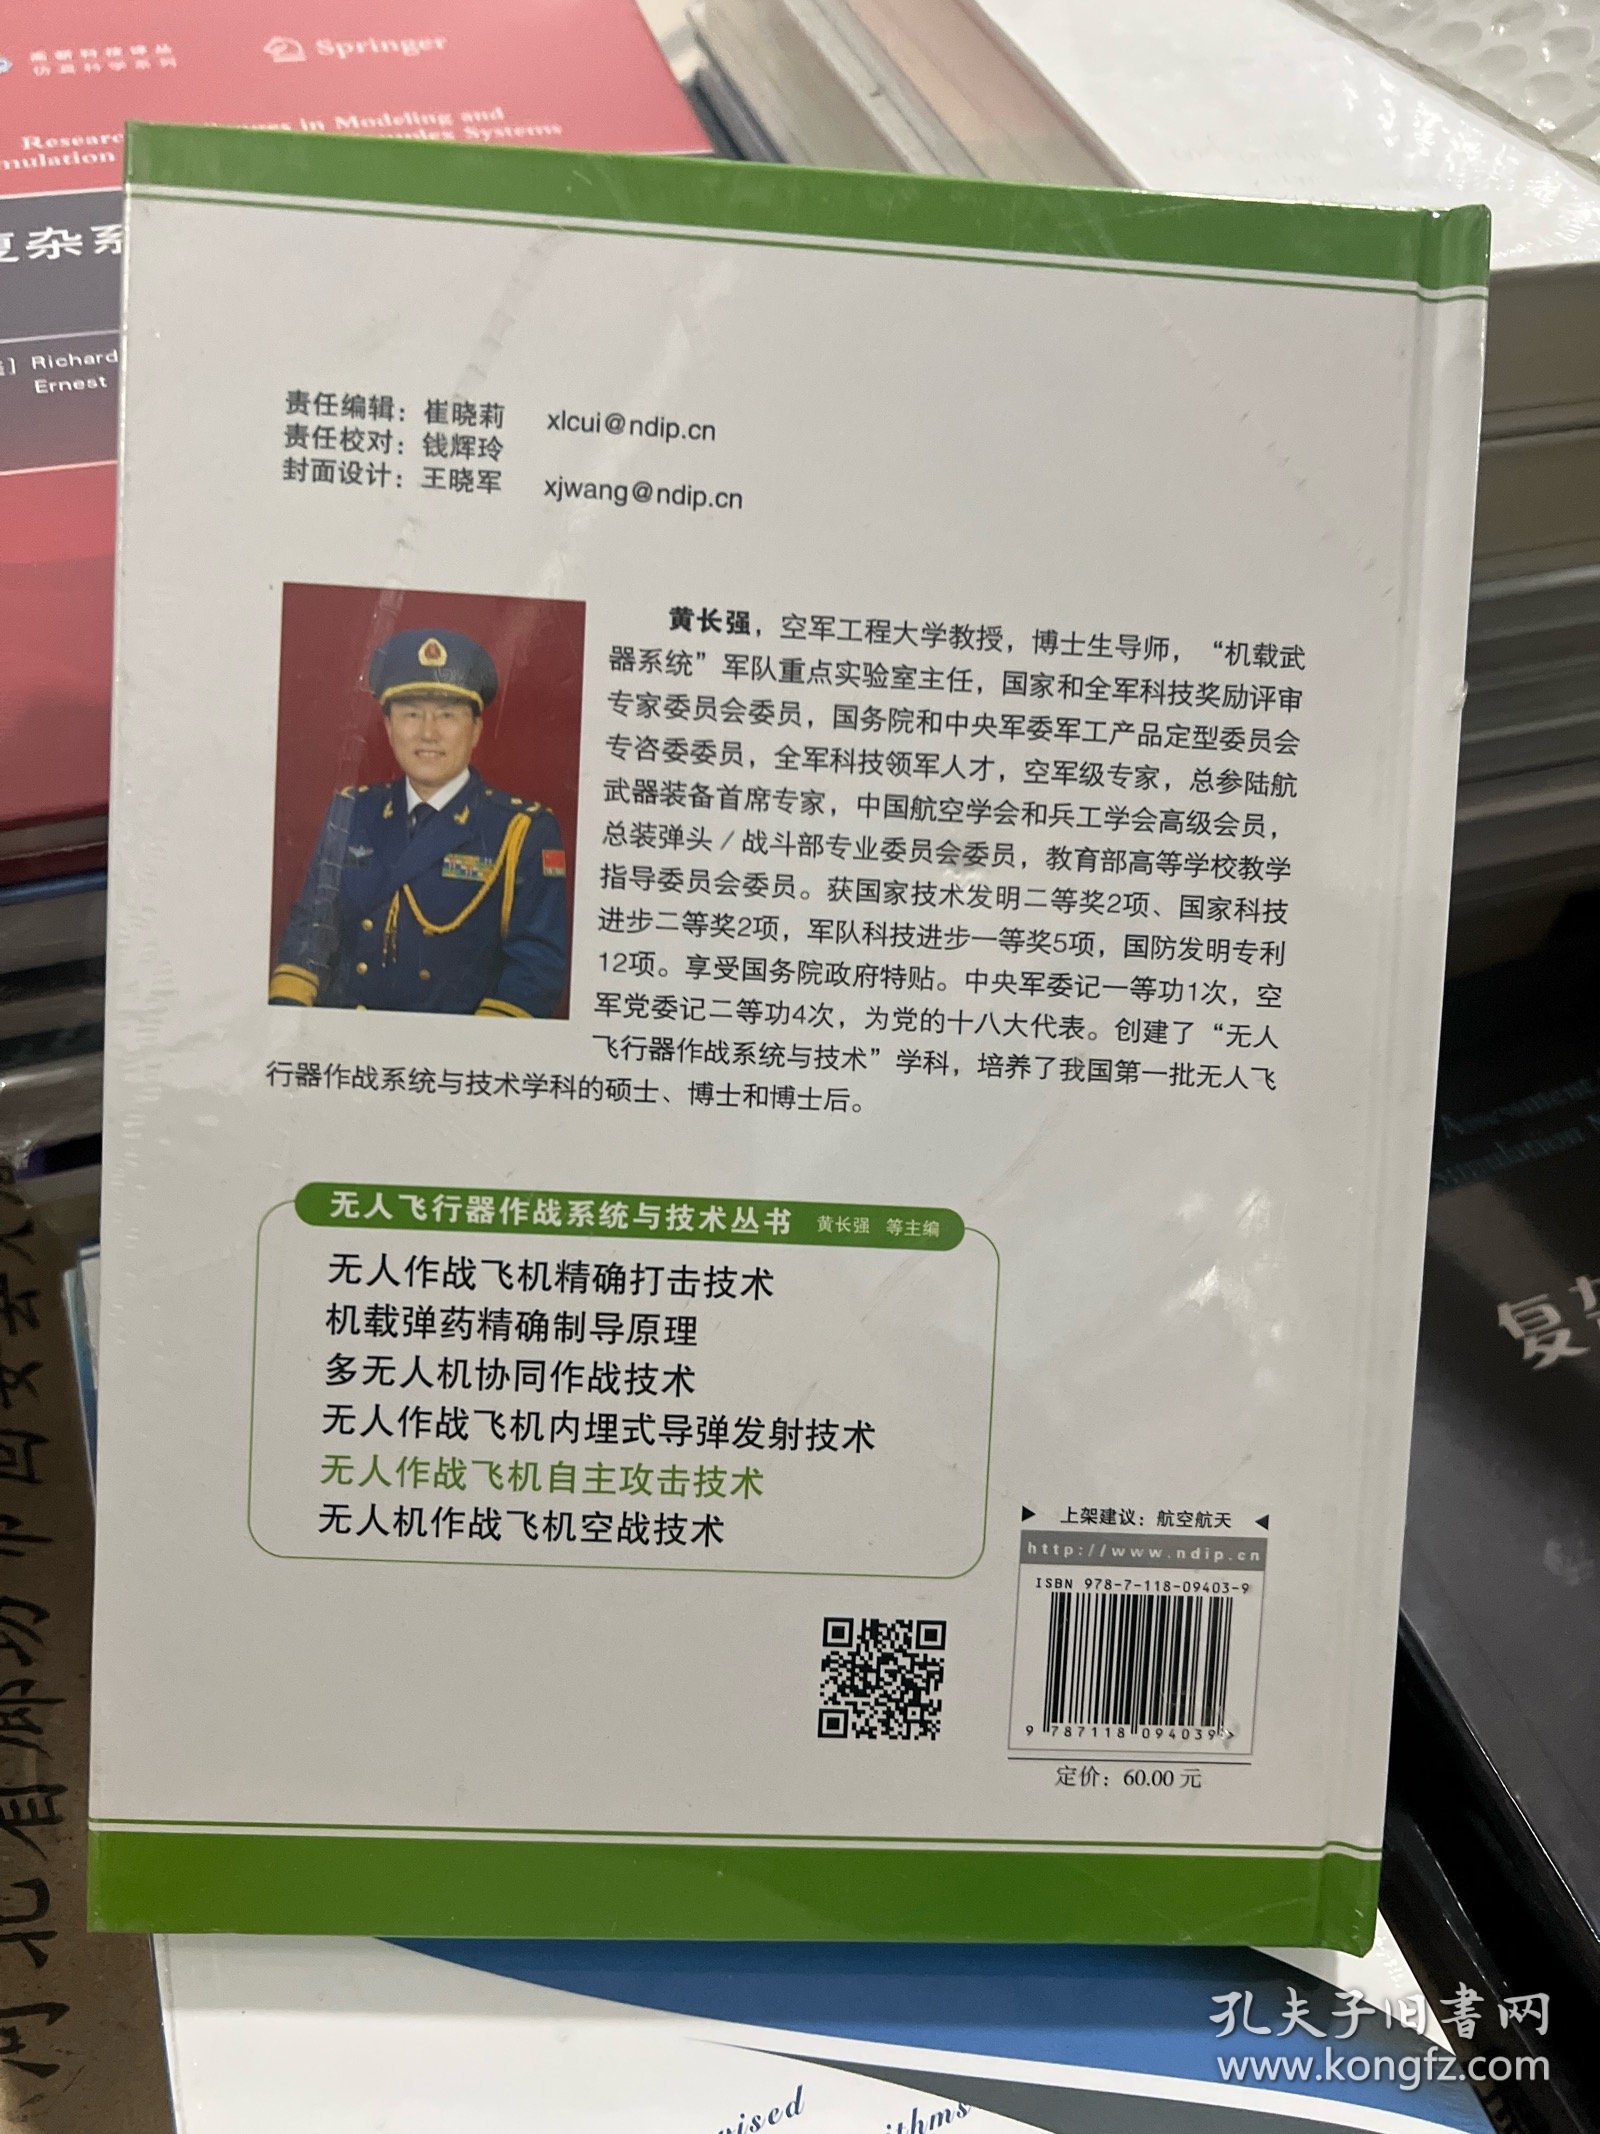 Springer
Research
in Modeling and
Complex Systems
复杂系
Richard
Ernest
责任编辑：崔晓莉 xlcui@ndip.cn
责任校对：钱辉玲
封面设计：王晓军 xjwang@ndip.cn
黄长强，空军工程大学教授，博士生导师，“机载武
器系统”军队重点实验室主任，国家和全军科技奖励评审
专家委员会委员，国务院和中央军委军工产品定型委员会
专咨委委员，全军科技领军人才，空军级专家，总参陆航
武器装备首席专家，中国航空学会和兵工学会高级会员，
总装弹头/战斗部专业委员会委员，教育部高等学校教学
指导委员会委员。获国家技术发明二等奖2项、国家科技
进步二等奖2项，军队科技进步一等奖5项，国防发明专利
12项。享受国务院政府特贴。中央军委记一等功1次，空
军党委记二等功4次，为党的十八大代表。创建了“无人
飞行器作战系统与技术”学科，培养了我国第一批无人飞
行器作战系统与技术学科的硕士、博士和博士后。
无人飞行器作战系统与技术丛书 黄长强 等主编
无人作战飞机精确打击技术
机载弹药精确制导原理
多无人机协同作战技术
无人作战飞机内埋式导弹发射技术
无人作战飞机自主攻击技术
无人机作战飞机空战技术
上架建议：航空航天
http://www.ndip.cn
ISBN 978-7-118-09403-9
9 787118 094039 >
定价：60.00 元
孔夫子旧书网
www.kongfz.com